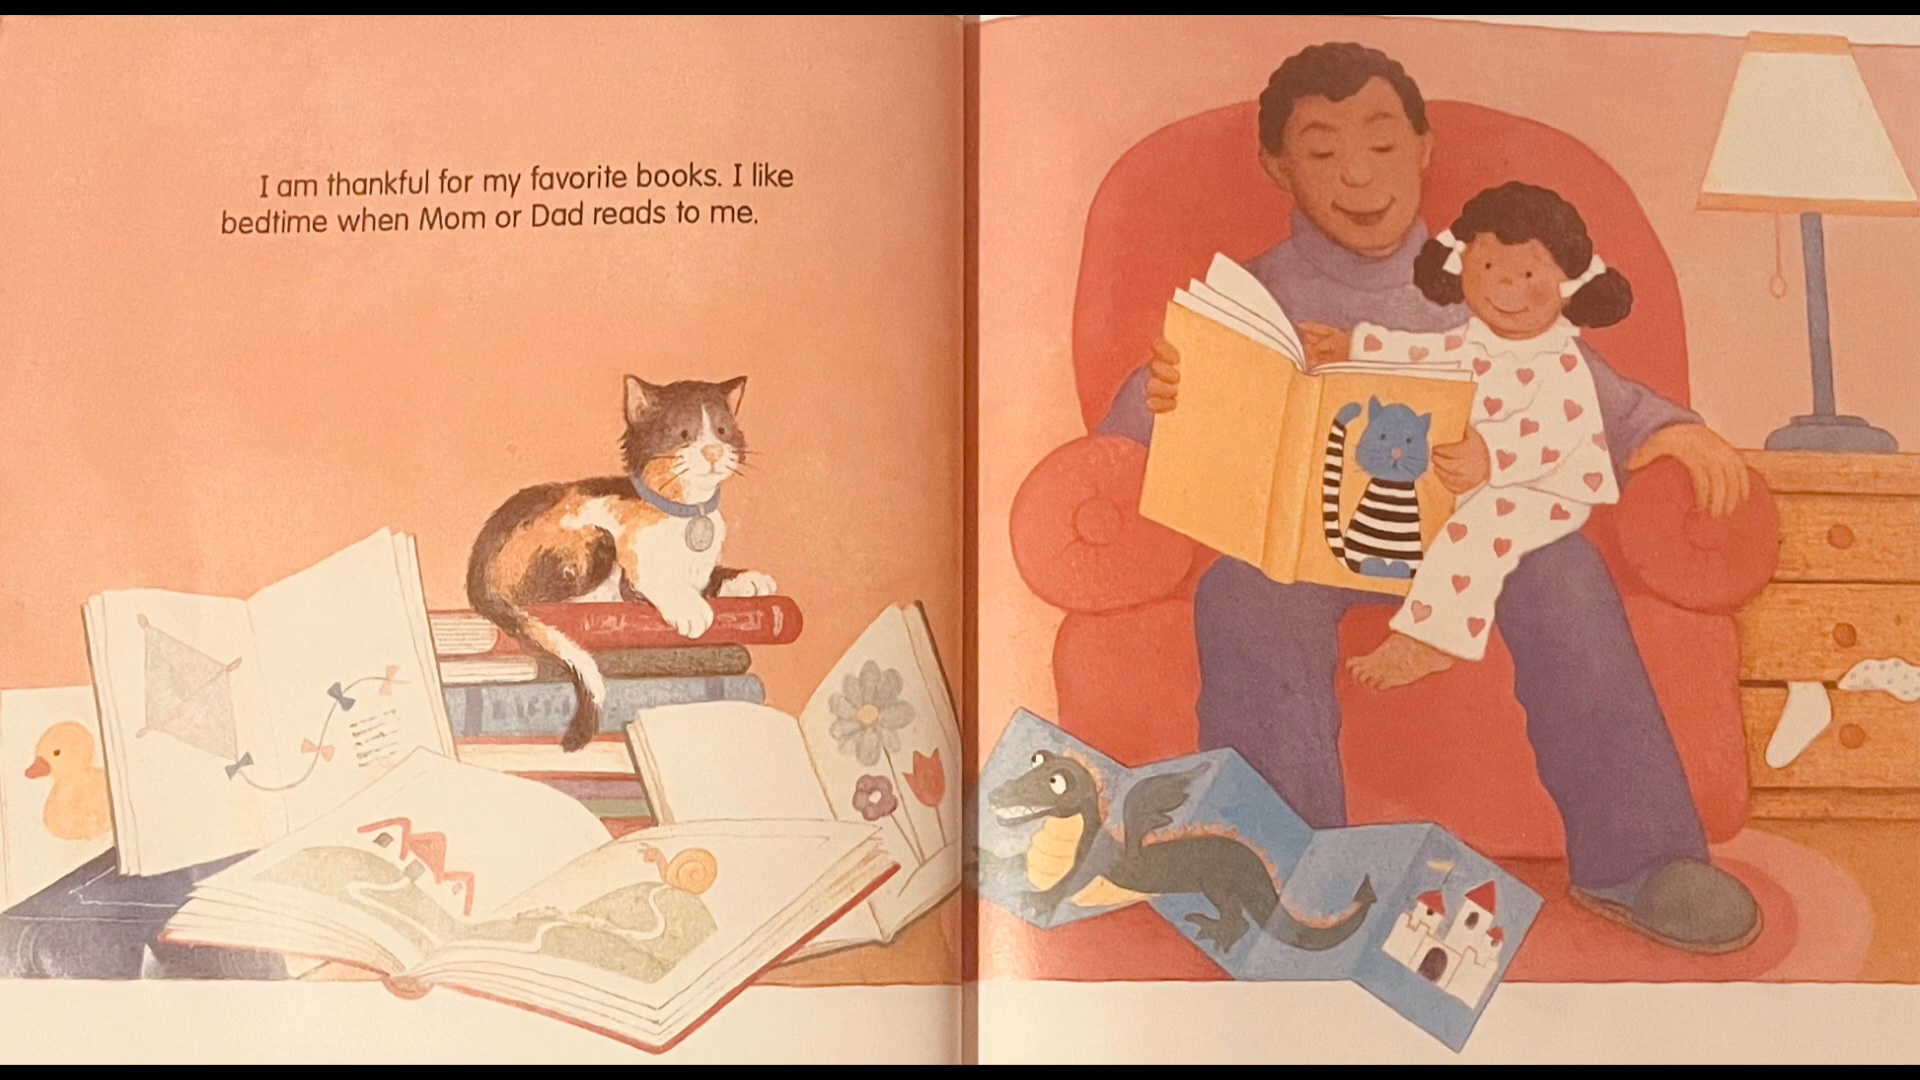 I am thankful for my favorite books. I like
bedtime when Mom or Dad reads to me.